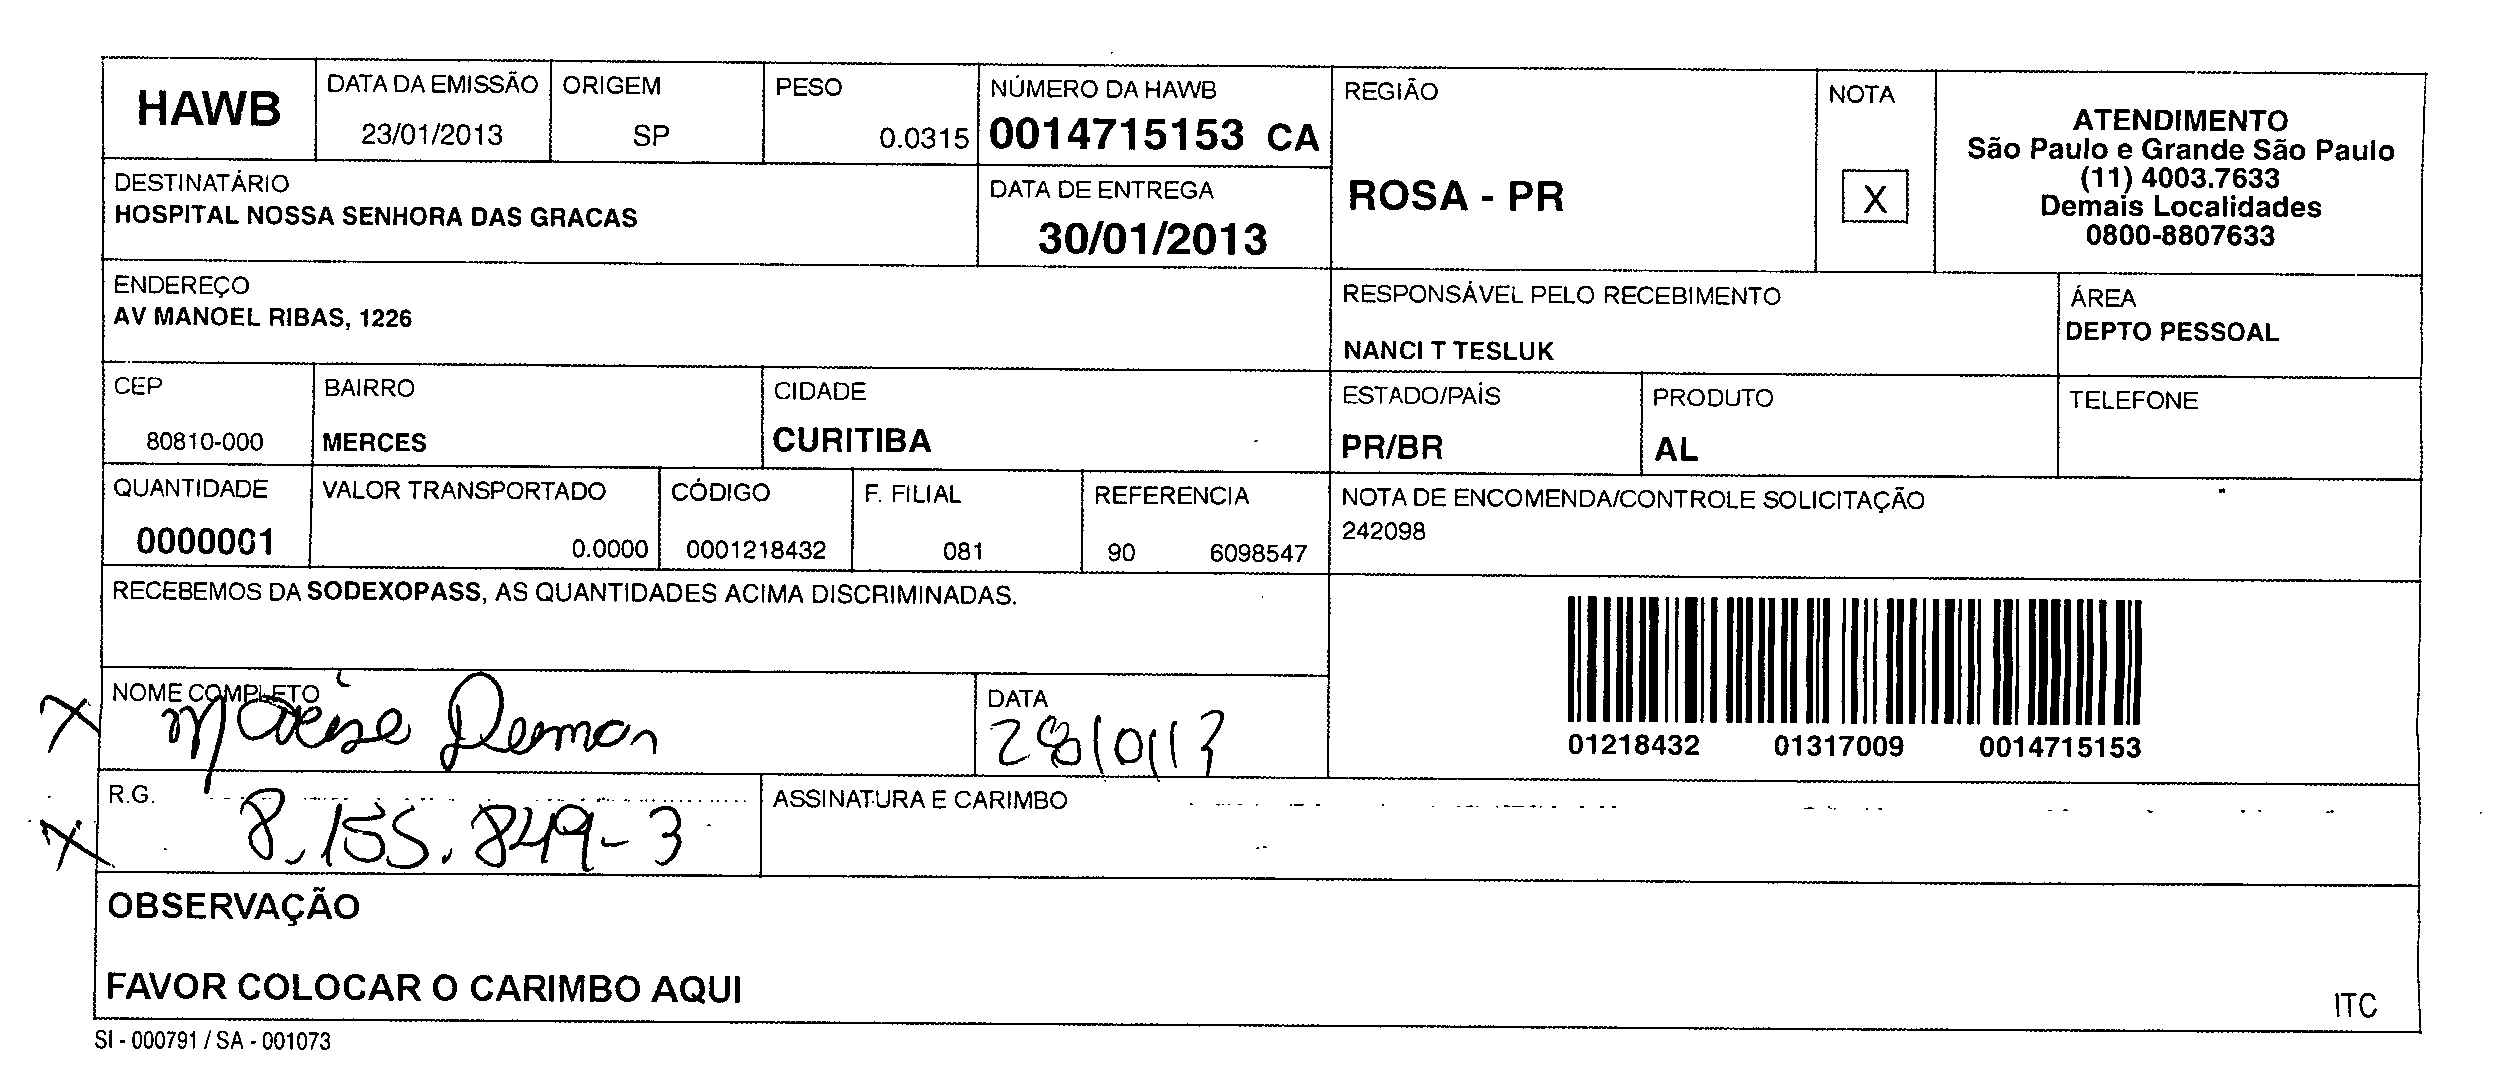 HAWB
DATA DA EMISSÃO
23/01/2013
ORIGEM
SP
PESO
0.0315
NÚMERO DA HAWB
0014715153 CA
REGIÃO
ROSA - PR
NOTA
X
ATENDIMENTO
São Paulo e Grande São Paulo
(11) 4003.7633
Demais Localidades
0800-8807633
DESTINATÁRIO
HOSPITAL NOSSA SENHORA DAS GRACAS
DATA DE ENTREGA
30/01/2013
ENDEREÇO
AV MANOEL RIBAS, 1226
RESPONSÁVEL PELO RECEBIMENTO
NANCI T TESLUK
ÁREA
DEPTO PESSOAL
CEP
80810-000
BAIRRO
MERCES
CIDADE
CURITIBA
ESTADO/PAÍS
PR/BR
PRODUTO
AL
TELEFONE
QUANTIDADE
0000001
VALOR TRANSPORTADO
0.0000
CÓDIGO
0001218432
F. FILIAL
081
REFERENCIA
90 6098547
NOTA DE ENCOMENDA/CONTROLE SOLICITAÇÃO
242098
RECEBEMOS DA SODEXOPASS, AS QUANTIDADES ACIMA DISCRIMINADAS.
01218432 01317009 0014715153
X
NOME COMPLETO
DATA
28/01/13
X
R.G.
8.155.849-3
ASSINATURA E CARIMBO
OBSERVAÇÃO
FAVOR COLOCAR O CARIMBO AQUI
ITC
SI - 000791 / SA - 001073